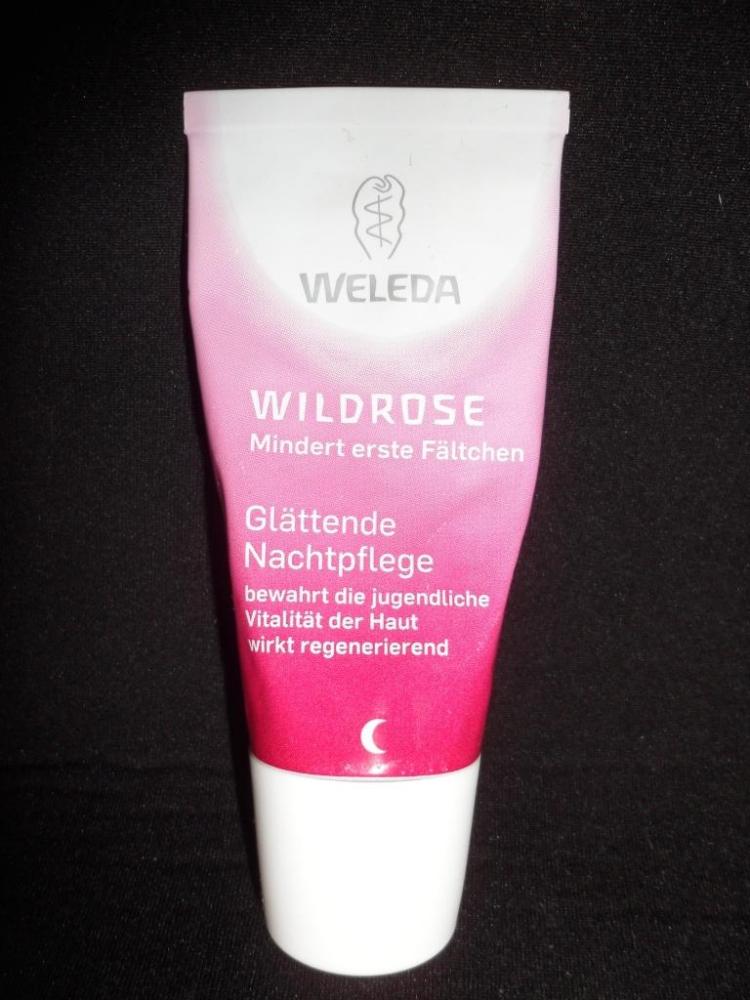 WELEDA
WILDROSE
Mindert erste Fältchen
Glättende
Nachtpflege
bewahrt die jugendliche
Vitalität der Haut
wirkt regenerierend